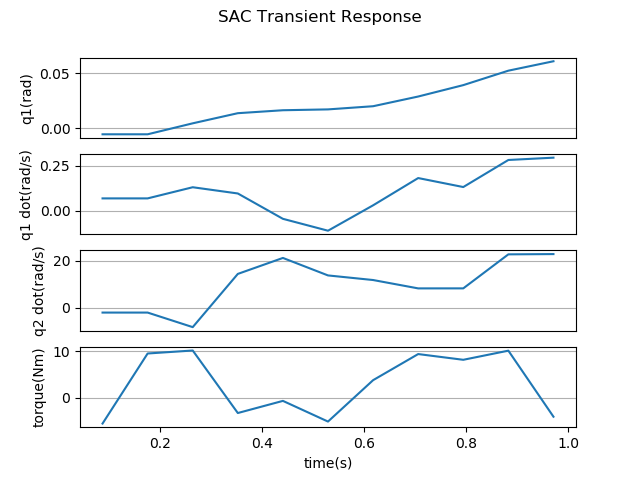 SAC Transient Response
q1(rad)
0.05
0.00
q1 dot(rad/s)
0.25
0.00
q2 dot(rad/s)
20
0
torque(Nm)
10
0
0.2 0.4 0.6 0.8 1.0
time(s)